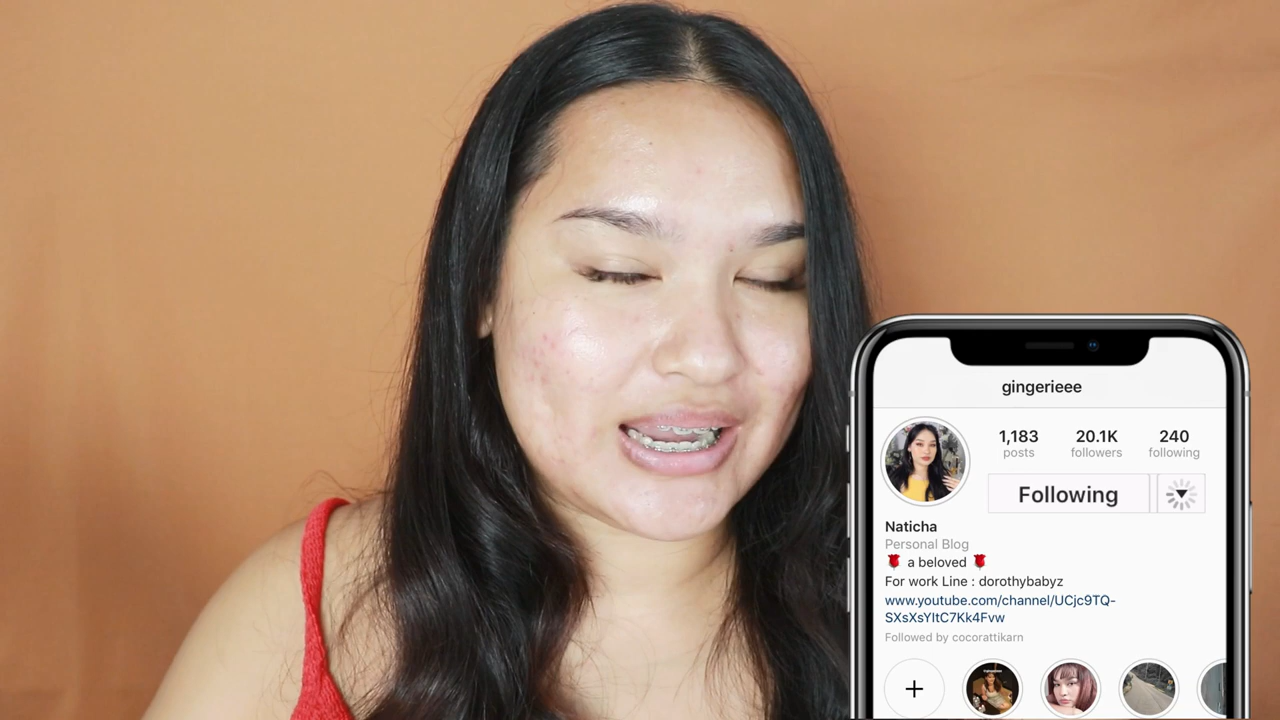 gingerieee
1,183 20.1K 240
posts followers following
Following
Naticha
Personal Blog
🌹 a beloved 🌹
For work Line : dorothybabyz
www.youtube.com/channel/UCjc9TQ-
SXsXsYItC7Kk4Fvw
Followed by cocorattikarn